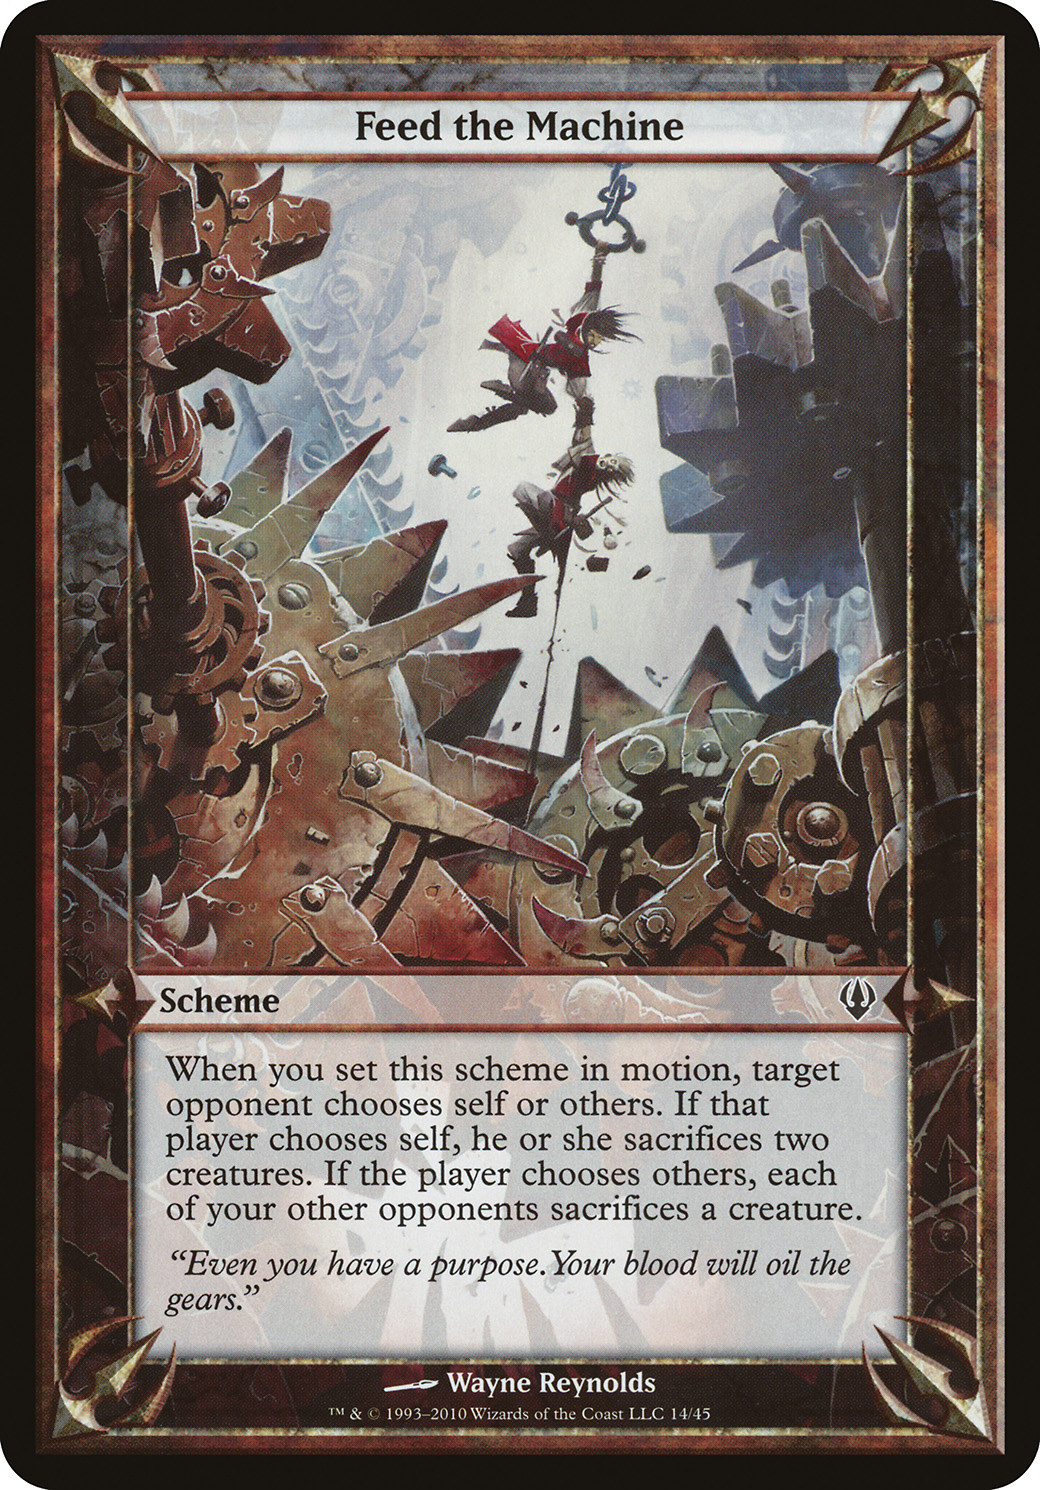 Feed the Machine
Scheme
When you set this scheme in motion, target
opponent chooses self or others. If that
player chooses self, he or she sacrifices two
creatures. If the player chooses others, each
of your other opponents sacrifices a creature.
“Even you have a purpose. Your blood will oil the
gears.”
Wayne Reynolds
™ & © 1993–2010 Wizards of the Coast LLC 14/45